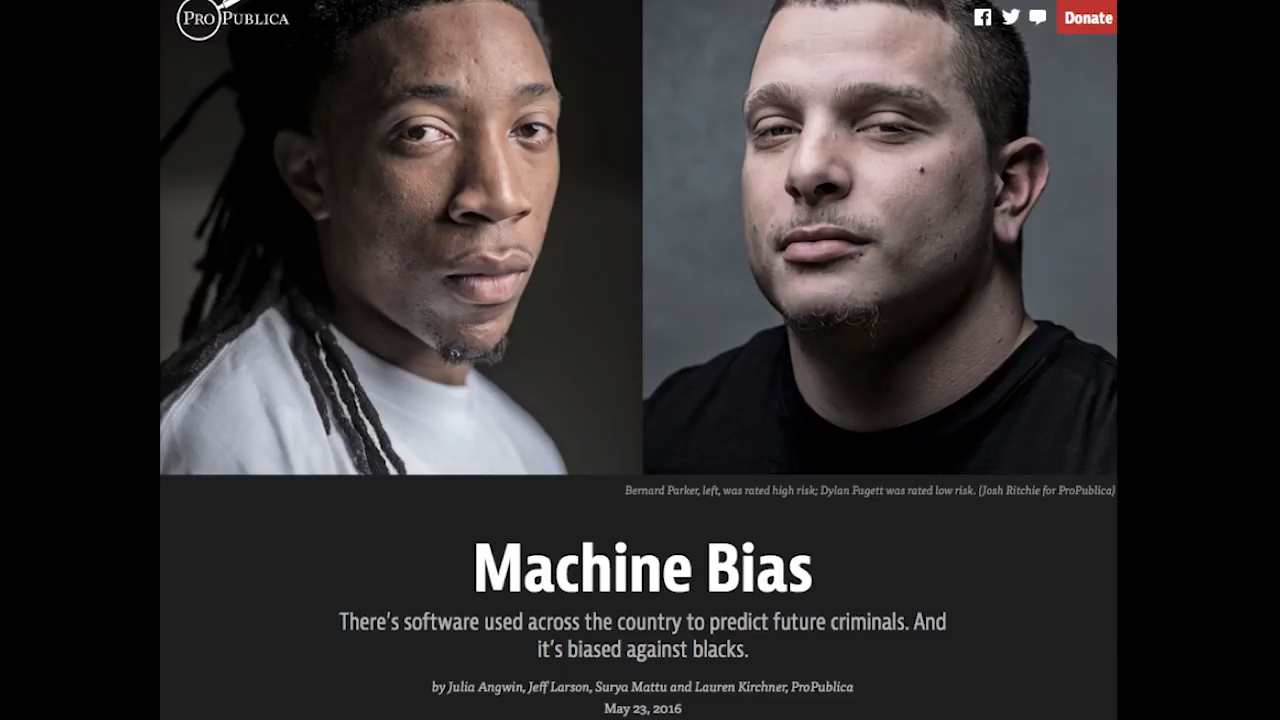 PROPUBLICA
Donate
Bernard Parker, left, was rated high risk; Dylan Fugett was rated low risk. (Josh Ritchie for ProPublica)
Machine Bias
There's software used across the country to predict future criminals. And
it's biased against blacks.
by Julia Angwin, Jeff Larson, Surya Mattu and Lauren Kirchner, ProPublica
May 23, 2016